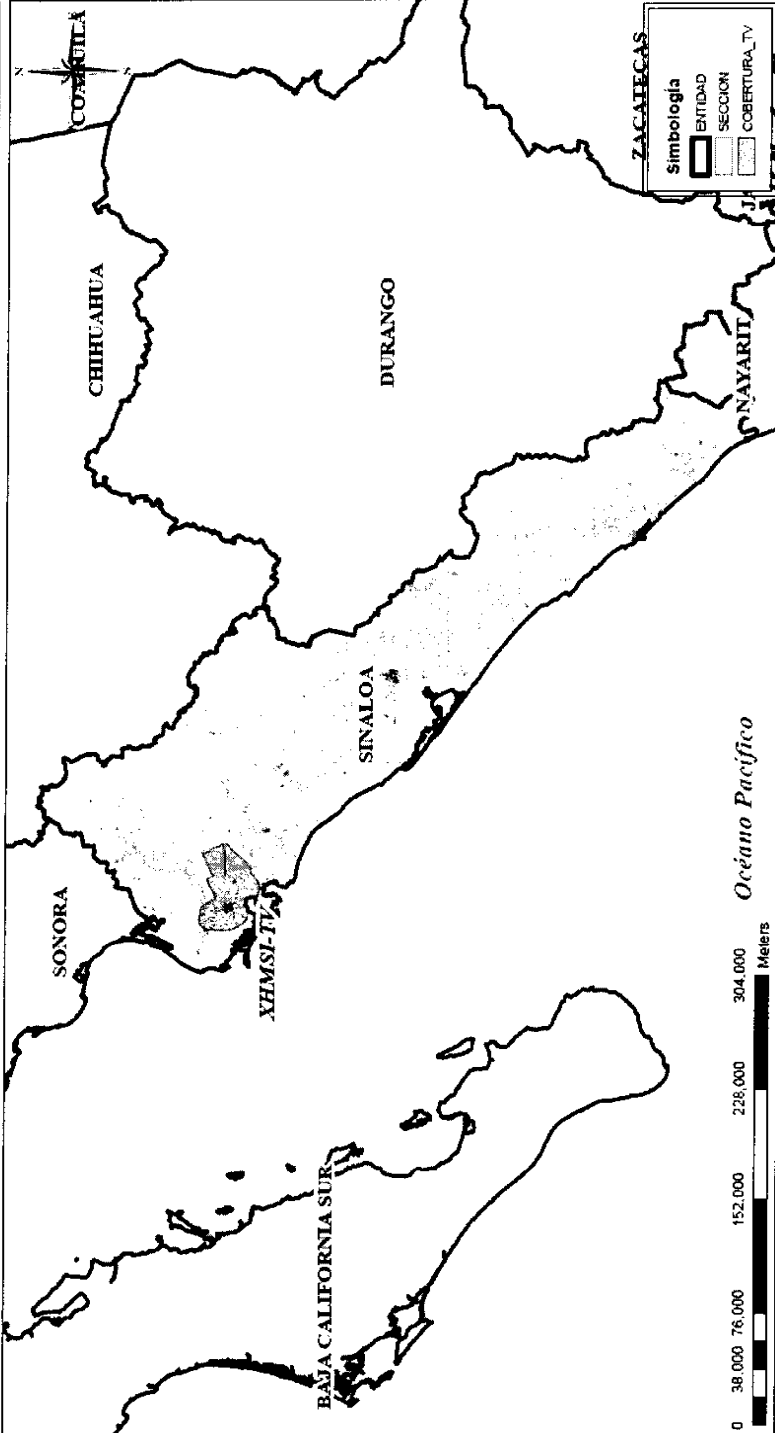 COAHUILA
N
CHIHUAHUA
SONORA
DURANGO
ZACATECAS
SINALOA
XHMSI-TV
NAYARIT
BAJA CALIFORNIA SUR
Océano Pacífico
Simbología
ENTIDAD
SECCION
COBERTURA_TV
0 38.000 76.000 152.000 228.000 304.000
Meters